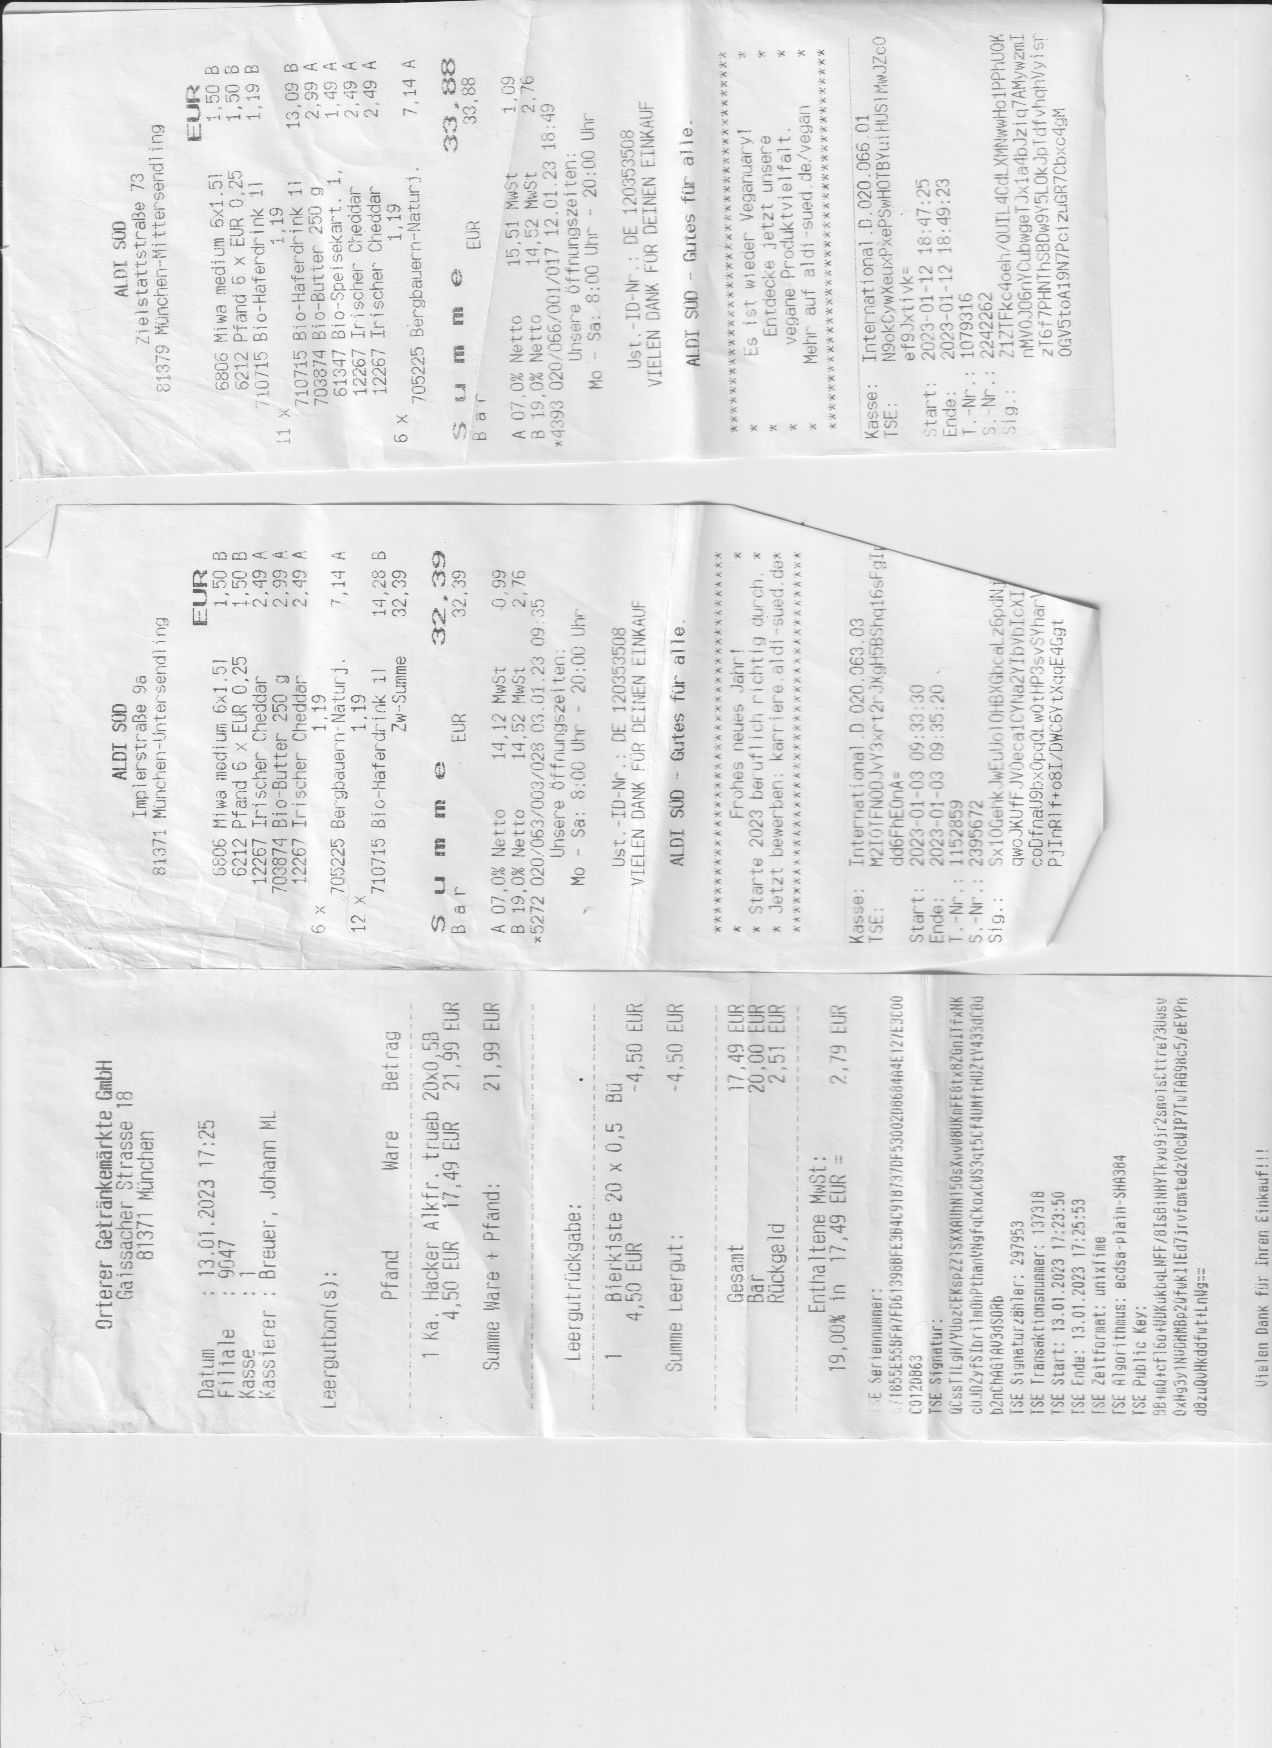 ALDI SÜD
Zielstattstraße 73
81379 München-Mittersendling
EUR
6806 Miwa medium 6x1.5l 1,50 B
6212 Pfand 6 x EUR 0,25 1,50 B
710715 Bio-Haferdrink 1l 1,19 B
11 x 1,19
710715 Bio-Haferdrink 1l 13,09 B
703874 Bio-Butter 250 g 2,99 A
61347 Bio-Speisekart. 1, 1,49 A
12267 Irischer Cheddar 2,49 A
12267 Irischer Cheddar 2,49 A
6 x 1,19
705225 Bergbauern-Naturj. 7,14 A
S u m m e 33,88
B a r EUR 33,88
A 07,0% Netto 15,51 MwSt 1,09
B 19,0% Netto 14,52 MwSt 2,76
*4393 020/066/001/017 12.01.23 18:49
Unsere Öffnungszeiten:
Mo - Sa: 8:00 Uhr - 20:00 Uhr
Ust.-ID-Nr.: DE 120353508
VIELEN DANK FÜR DEINEN EINKAUF
ALDI SÜD - Gutes für alle.
****************************************
* Es ist wieder Veganuary! *
* Entdecke jetzt unsere *
* vegane Produktvielfalt. *
* Mehr auf aldi-sued.de/vegan *
****************************************
Kasse: International.D.020.066.01
TSE:
ef9Jxtivk=
Start: 2023-01-12 18:47:25
Ende: 2023-01-12 18:49:23
T.-Nr.: 1079316
S.-Nr.: 2242262
Sig.:
ALDI SÜD
Implerstraße 9a
81371 München-Untersendling
EUR
6806 Miwa medium 6x1.5l 1,50 B
6212 Pfand 6 x EUR 0,25 1,50 B
12267 Irischer Cheddar 2,49 A
703874 Bio-Butter 250 g 2,99 A
12267 Irischer Cheddar 2,49 A
6 x 1,19
705225 Bergbauern-Naturj. 7,14 A
12 x 1,19
710715 Bio-Haferdrink 1l 14,28 B
Zw-Summe 32,39
S u m m e 32,39
B a r EUR 32,39
A 07,0% Netto 14,12 MwSt 0,99
B 19,0% Netto 14,52 MwSt 2,76
*5272 020/063/003/028 03.01.23 09:35
Unsere Öffnungszeiten:
Mo - Sa: 8:00 Uhr - 20:00 Uhr
Ust.-ID-Nr.: DE 120353508
VIELEN DANK FÜR DEINEN EINKAUF
ALDI SÜD - Gutes für alle.
****************************************
* Frohes neues Jahr! *
* Starte 2023 beruflich richtig durch. *
* Jetzt bewerben: karriere.aldi-sued.de*
****************************************
Kasse: International.D.020.063.03
TSE:
dd6FhEOnA=
Start: 2023-01-03 09:33:30
Ende: 2023-01-03 09:35:20
T.-Nr.: 1152859
S.-Nr.: 2395672
Sig.:
Orterer Getränkemärkte GmbH
Gaissacher Strasse 18
81371 München
Datum : 13.01.2023 17:25
Filiale : 9047
Kasse : 1
Kassierer : Breuer, Johann ML
Leergutbon(s):
Pfand Ware Betrag
1 Ka. Hacker Alkfr. trueb 20x0,5B
4,50 EUR 17,49 EUR 21,99 EUR
Summe Ware + Pfand: 21,99 EUR
Leergutrückgabe:
1 Bierkiste 20 x 0,5 Bü
4,50 EUR -4,50 EUR
Summe Leergut: -4,50 EUR
Gesamt 17,49 EUR
Bar 20,00 EUR
Rückgeld 2,51 EUR
Enthaltene MwSt:
19,00% in 17,49 EUR = 2,79 EUR
TSE Seriennummer:
C012DB63
TSE Signatur:
TSE Signaturzähler: 297953
TSE Transaktionsnummer: 137318
TSE Start: 13.01.2023 17:23:50
TSE Ende: 13.01.2023 17:25:53
TSE Zeitformat: unixtime
TSE Algorithmus: ecdsa-plain-SHA384
TSE Public Key:
Vielen Dank für Ihren Einkauf!!!